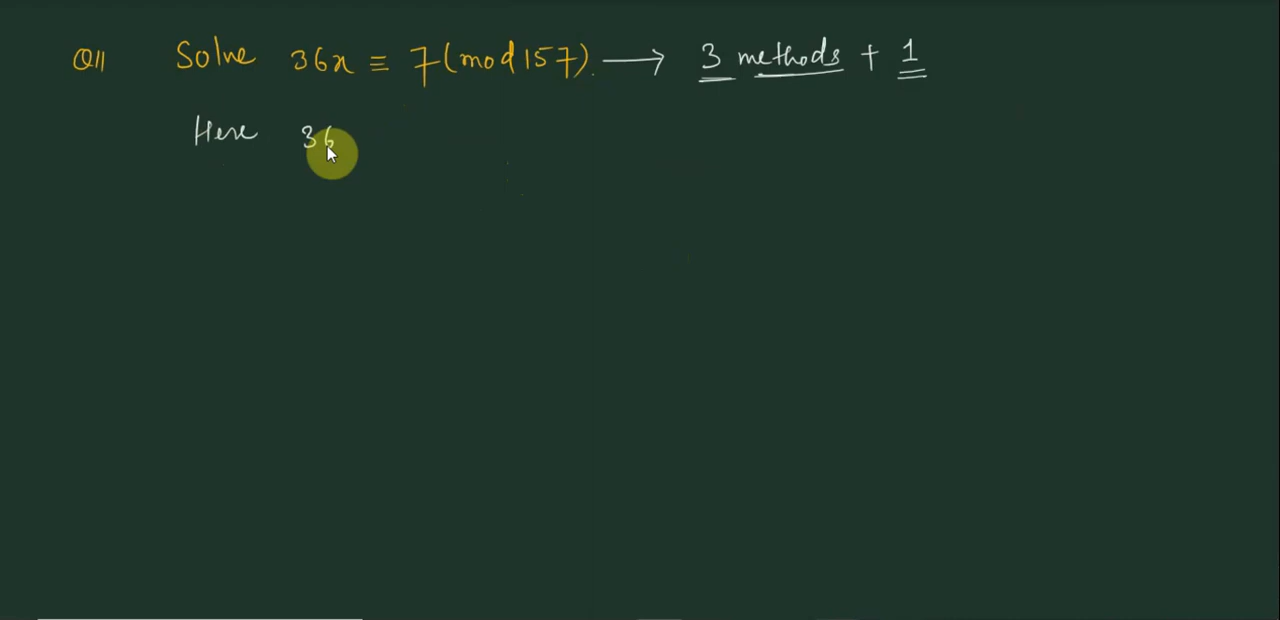 Q11 Solve 36x ≡ 7(mod 157). → 3 methods + 1
Here 36